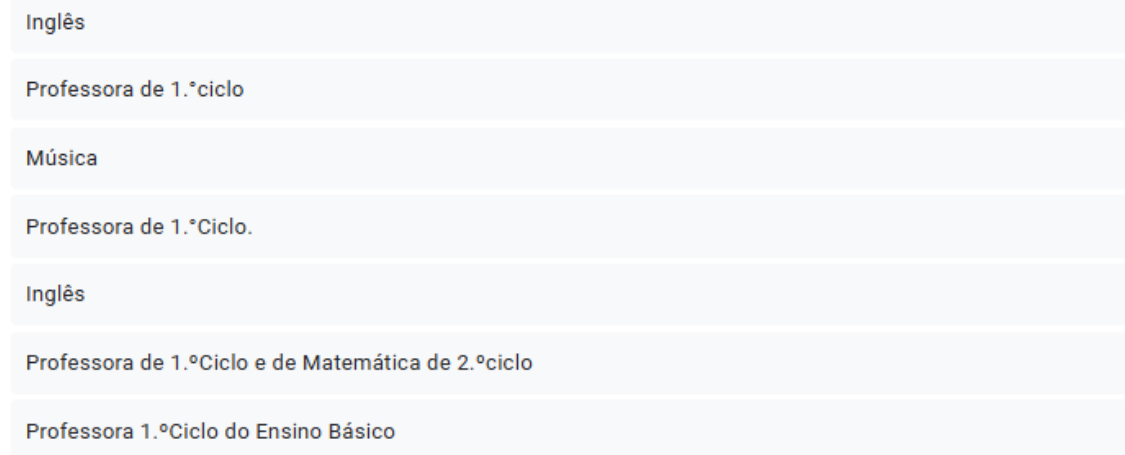 Inglês
Professora de 1.°ciclo
Música
Professora de 1.°Ciclo.
Inglês
Professora de 1.ºCiclo e de Matemática de 2.ºciclo
Professora 1.ºCiclo do Ensino Básico